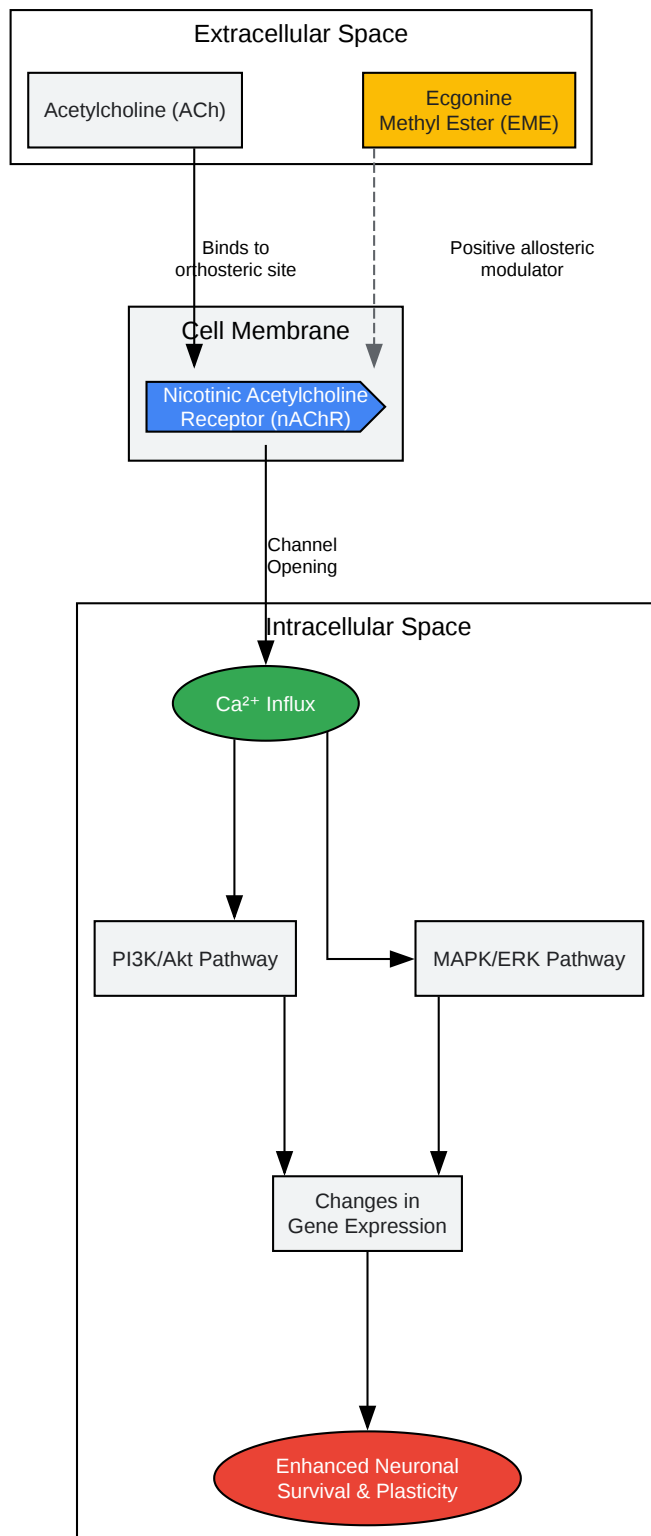 Extracellular Space
Acetylcholine (ACh)
Ecgonine
Methyl Ester (EME)
Binds to
orthosteric site
Positive allosteric
modulator
Cell Membrane
Nicotinic Acetylcholine
Receptor (nAChR)
Channel
Opening
Intracellular Space
Ca²⁺ Influx
PI3K/Akt Pathway
MAPK/ERK Pathway
Changes in
Gene Expression
Enhanced Neuronal
Survival & Plasticity